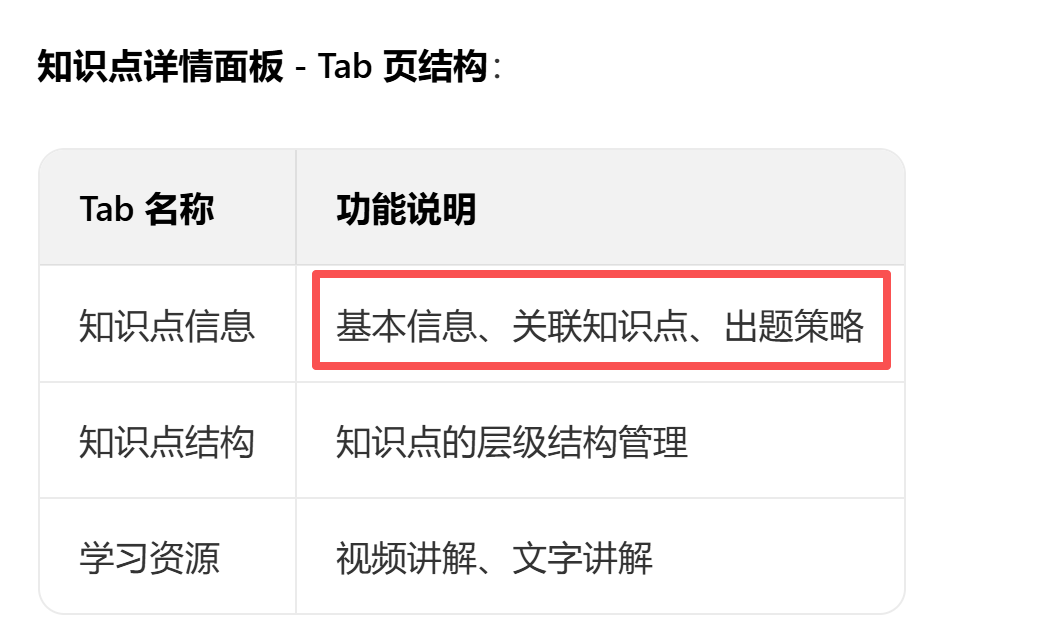 知识点详情面板 - Tab 页结构：
Tab 名称 功能说明
知识点信息 基本信息、关联知识点、出题策略
知识点结构 知识点的层级结构管理
学习资源 视频讲解、文字讲解